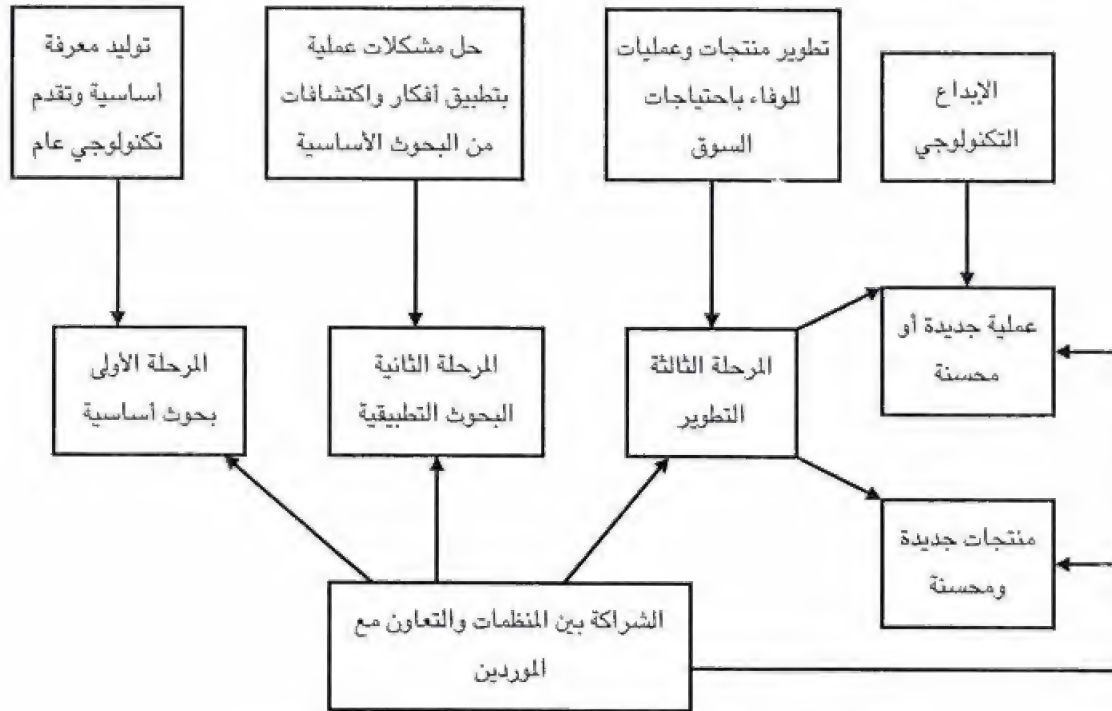 توليد معرفة
أساسية وتقدم
تكنولوجي عام
حل مشكلات عملية
بتطبيق أفكار واكتشافات
من البحوث الأساسية
تطوير منتجات وعمليات
للوفاء باحتياجات
السوق
الإبداع
التكنولوجي
المرحلة الأولى
بحوث أساسية
المرحلة الثانية
البحوث التطبيقية
المرحلة الثالثة
التطوير
عملية جديدة أو
محسنة
منتجات جديدة
ومحسنة
الشراكة بين المنظمات والتعاون مع
الموردين